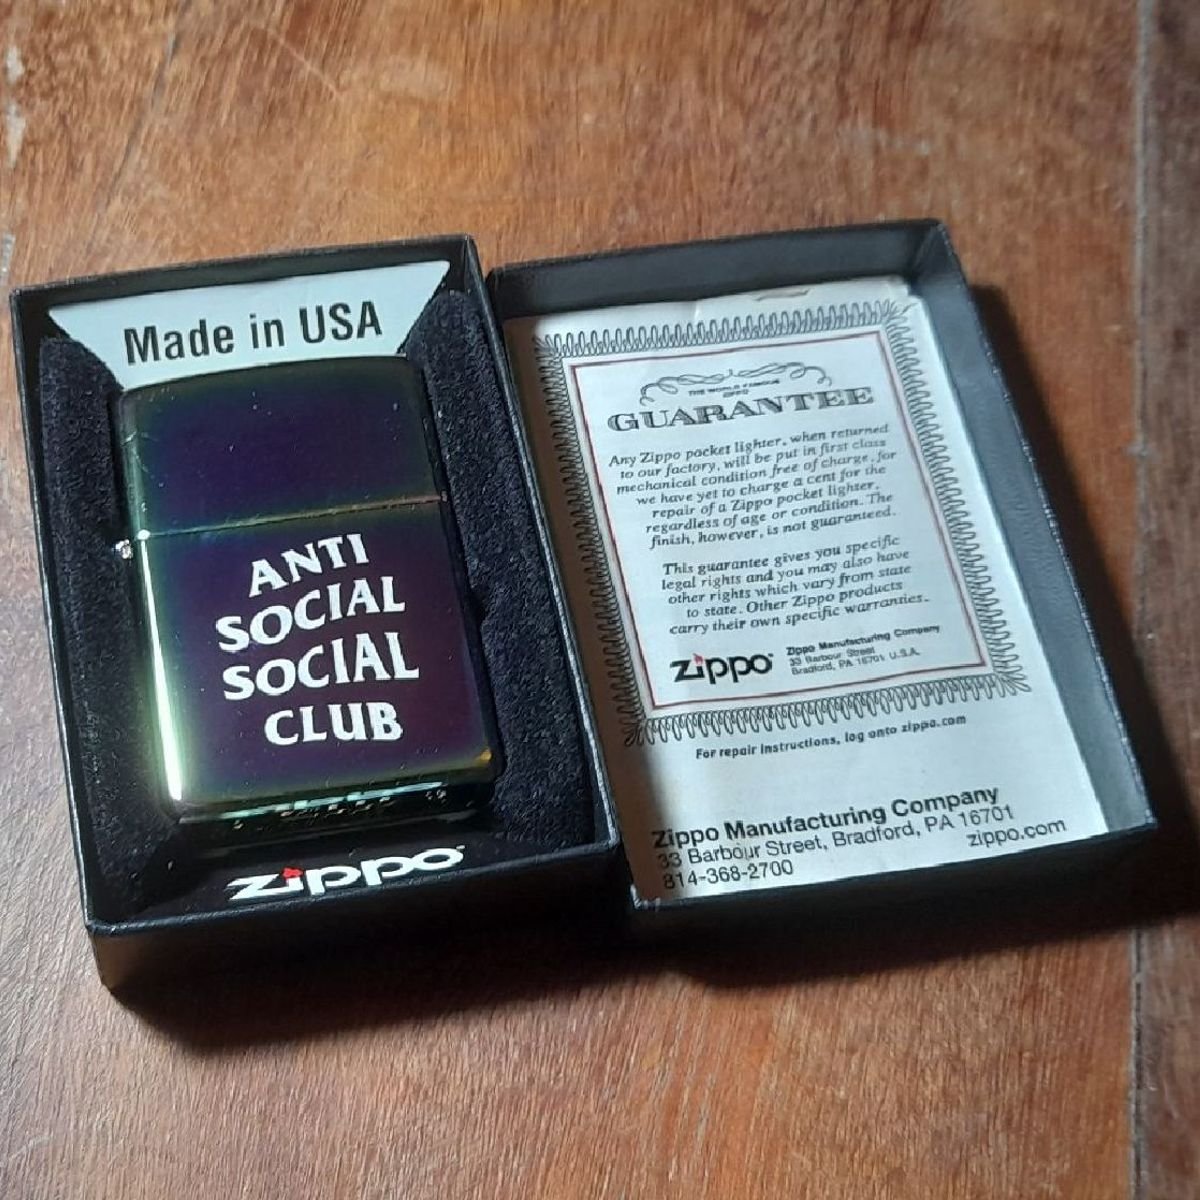 Made in USA
ANTI
SOCIAL
SOCIAL
CLUB
zippo
THE WORLD FAMOUS
ZIPPO
GUARANTEE
Any Zippo pocket lighter, when returned
to our factory, will be put in first class
mechanical condition free of charge, for
we have yet to charge a cent for the
repair of a Zippo pocket lighter,
regardless of age or condition. The
finish, however, is not guaranteed.
This guarantee gives you specific
legal rights and you may also have
other rights which vary from state
to state. Other Zippo products
carry their own specific warranties.
zippo
Zippo Manufacturing Company
33 Barbour Street
Bradford, PA 16701 U.S.A.
For repair instructions, log onto zippo.com
Zippo Manufacturing Company
33 Barbour Street, Bradford, PA 16701
814-368-2700
zippo.com